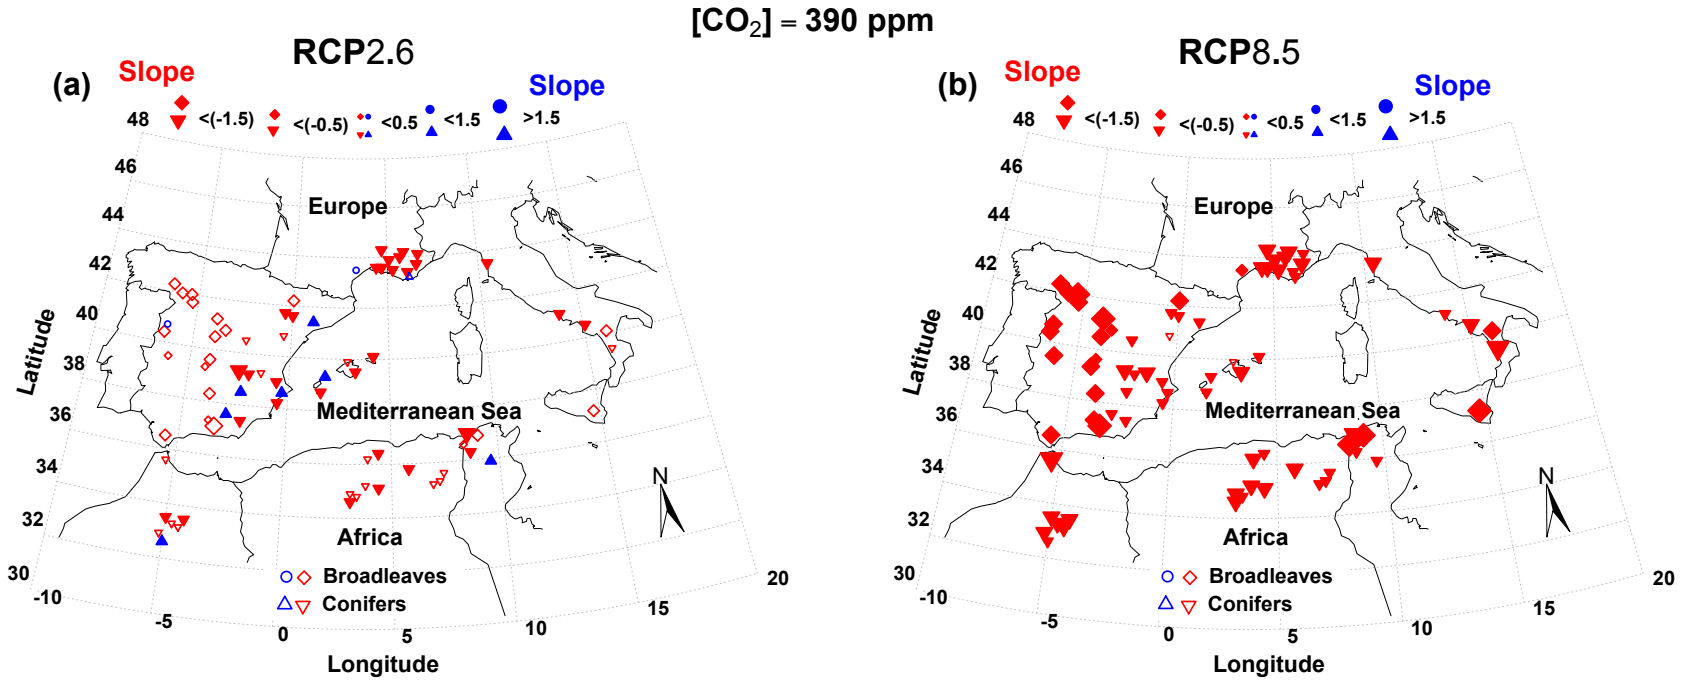 [CO₂] = 390 ppm
RCP2.6
(a)
Slope
Slope
<(-1.5)
<(-0.5)
<0.5
<1.5
>1.5
48
46
44
42
40
38
36
34
32
30
Latitude
Europe
Mediterranean Sea
Africa
N
Broadleaves
Conifers
-10
-5
0
5
10
15
20
Longitude
RCP8.5
(b)
Slope
Slope
<(-1.5)
<(-0.5)
<0.5
<1.5
>1.5
48
46
44
42
40
38
36
34
32
30
Latitude
Europe
Mediterranean Sea
Africa
N
Broadleaves
Conifers
-10
-5
0
5
10
15
20
Longitude